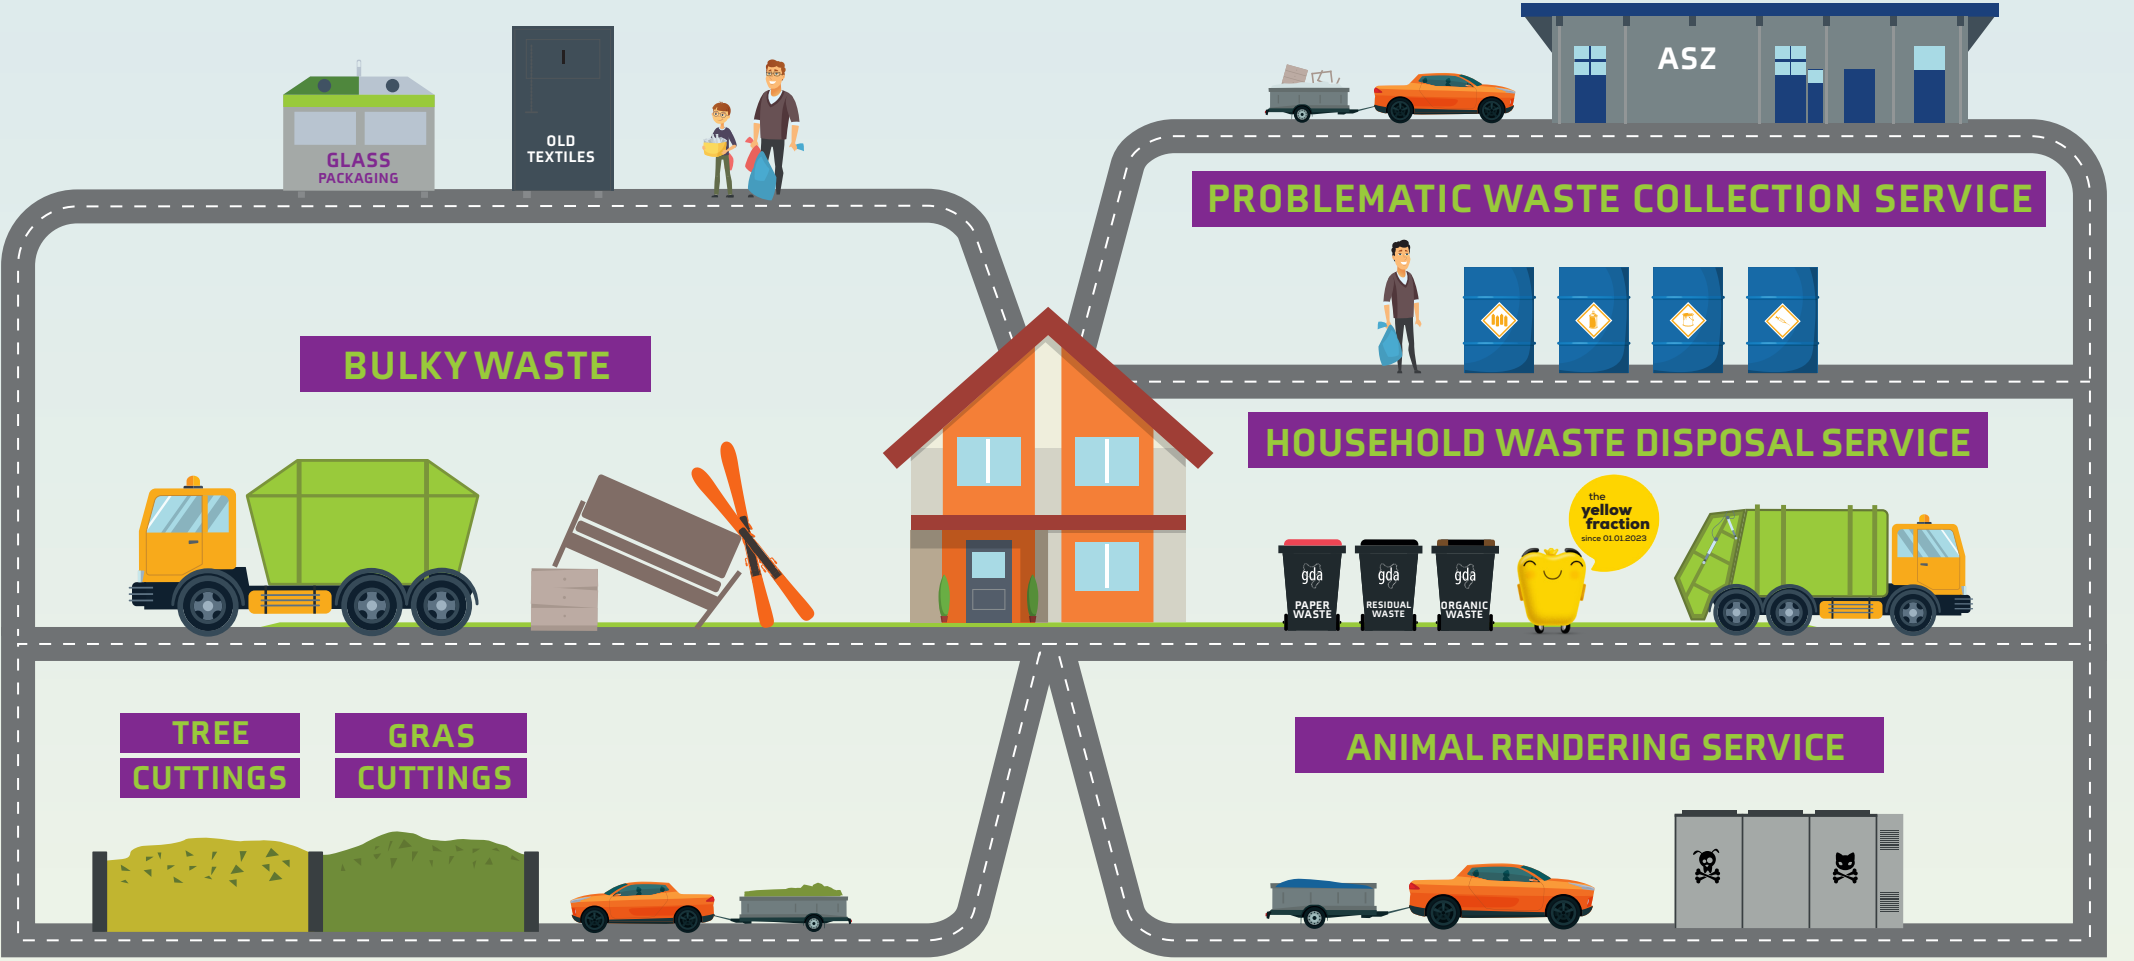 GLASS
PACKAGING
OLD
TEXTILES
ASZ
PROBLEMATIC WASTE COLLECTION SERVICE
BULKY WASTE
HOUSEHOLD WASTE DISPOSAL SERVICE
the
yellow
fraction
since 01.01.2023
gda
PAPER
WASTE
gda
RESIDUAL
WASTE
gda
ORGANIC
WASTE
TREE
CUTTINGS
GRAS
CUTTINGS
ANIMAL RENDERING SERVICE